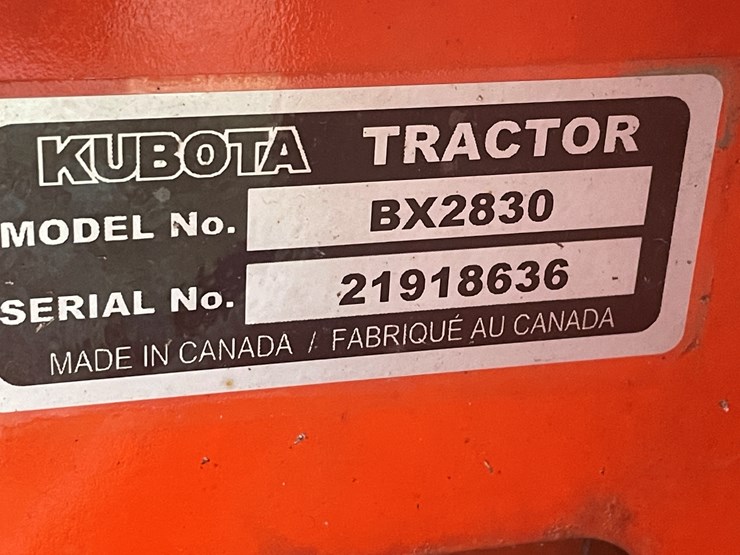 KUBOTA TRACTOR
MODEL No. BX2830
SERIAL No. 21918636
MADE IN CANADA / FABRIQUÉ AU CANADA